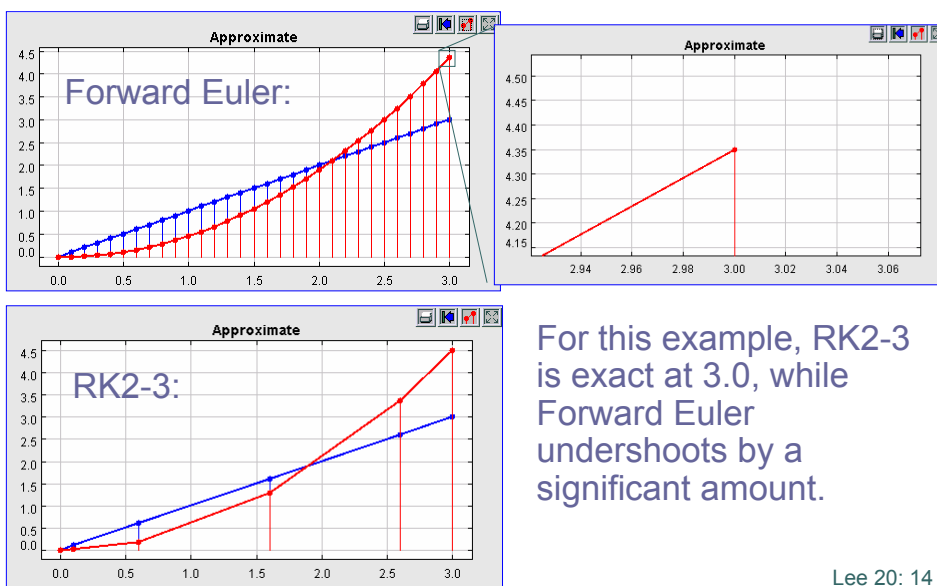 Approximate
Forward Euler:
4.5
4.0
3.5
3.0
2.5
2.0
1.5
1.0
0.5
0.0
0.0 0.5 1.0 1.5 2.0 2.5 3.0
Approximate
4.50
4.45
4.40
4.35
4.30
4.25
4.20
4.15
2.94 2.96 2.98 3.00 3.02 3.04 3.06
Approximate
RK2-3:
4.5
4.0
3.5
3.0
2.5
2.0
1.5
1.0
0.5
0.0
0.0 0.5 1.0 1.5 2.0 2.5 3.0
For this example, RK2-3
is exact at 3.0, while
Forward Euler
undershoots by a
significant amount.
Lee 20: 14